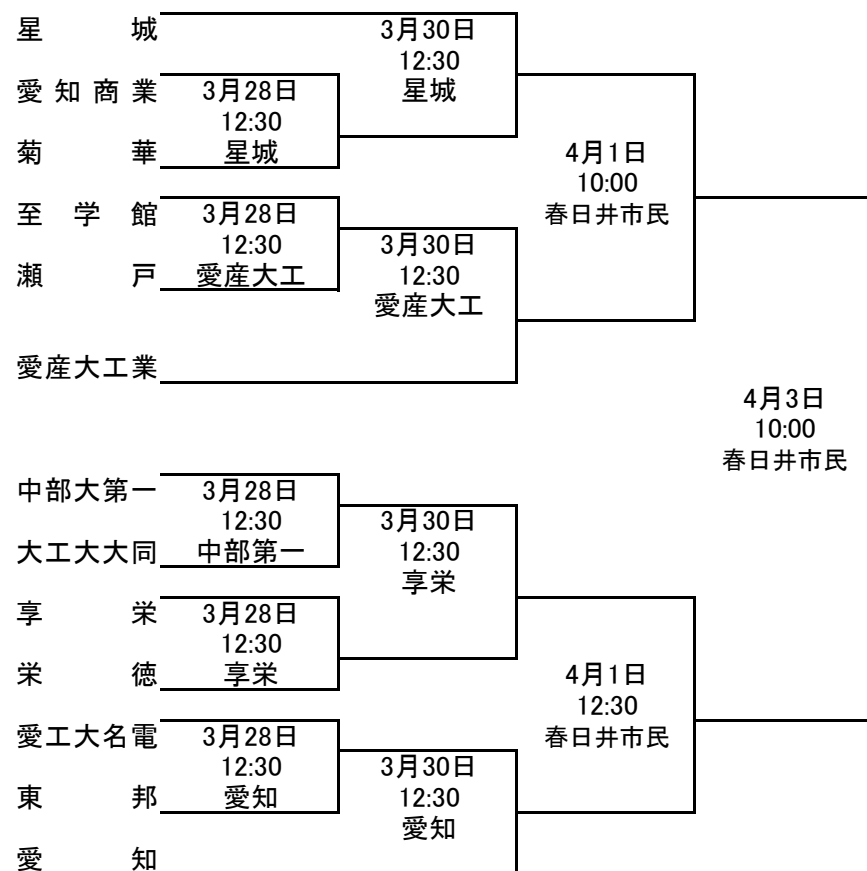 星城
3月30日
12:30
星城
愛知商業
3月28日
12:30
星城
菊華
4月1日
10:00
春日井市民
至学館
3月28日
12:30
愛産大工
瀬戸
3月30日
12:30
愛産大工
愛産大工業
4月3日
10:00
春日井市民
中部大第一
3月28日
12:30
中部第一
大工大大同
3月30日
12:30
享栄
享栄
3月28日
12:30
享栄
栄徳
4月1日
12:30
春日井市民
愛工大名電
3月28日
12:30
愛知
東邦
3月30日
12:30
愛知
愛知